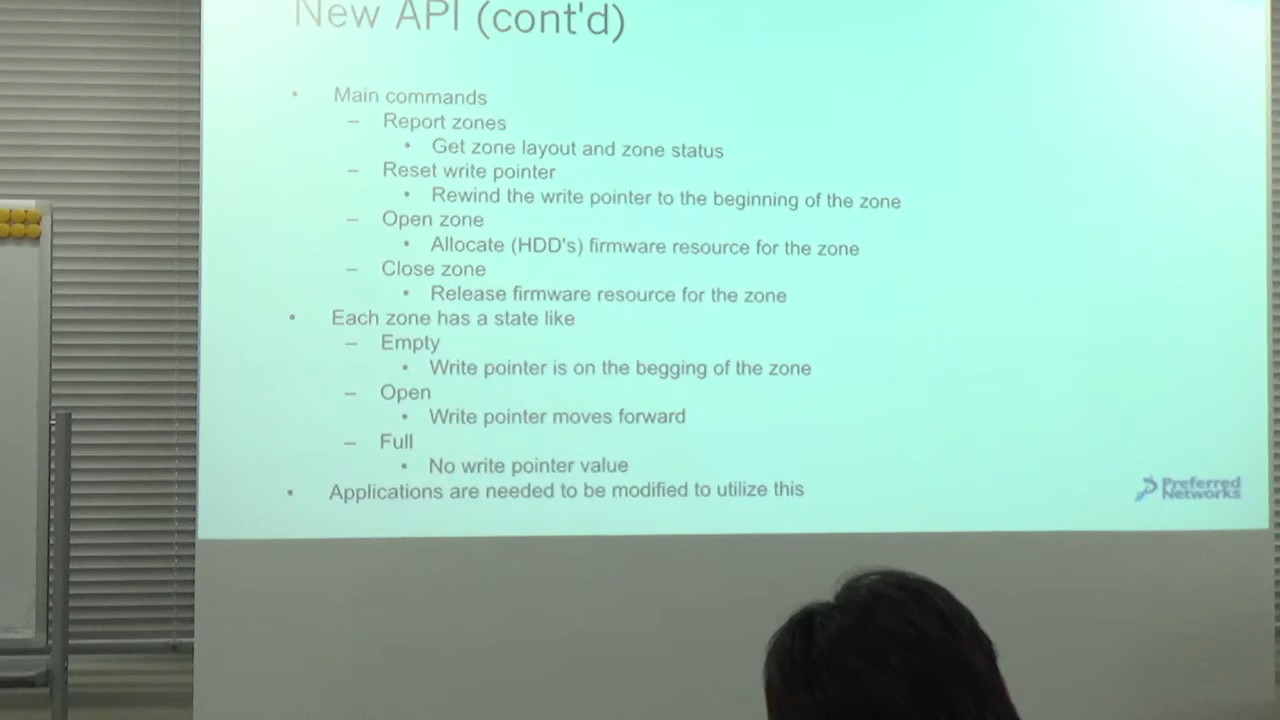 New API (cont'd)
• Main commands
– Report zones
• Get zone layout and zone status
– Reset write pointer
• Rewind the write pointer to the beginning of the zone
– Open zone
• Allocate (HDD's) firmware resource for the zone
– Close zone
• Release firmware resource for the zone
• Each zone has a state like
– Empty
• Write pointer is on the begging of the zone
– Open
• Write pointer moves forward
– Full
• No write pointer value
• Applications are needed to be modified to utilize this
Preferred
Networks